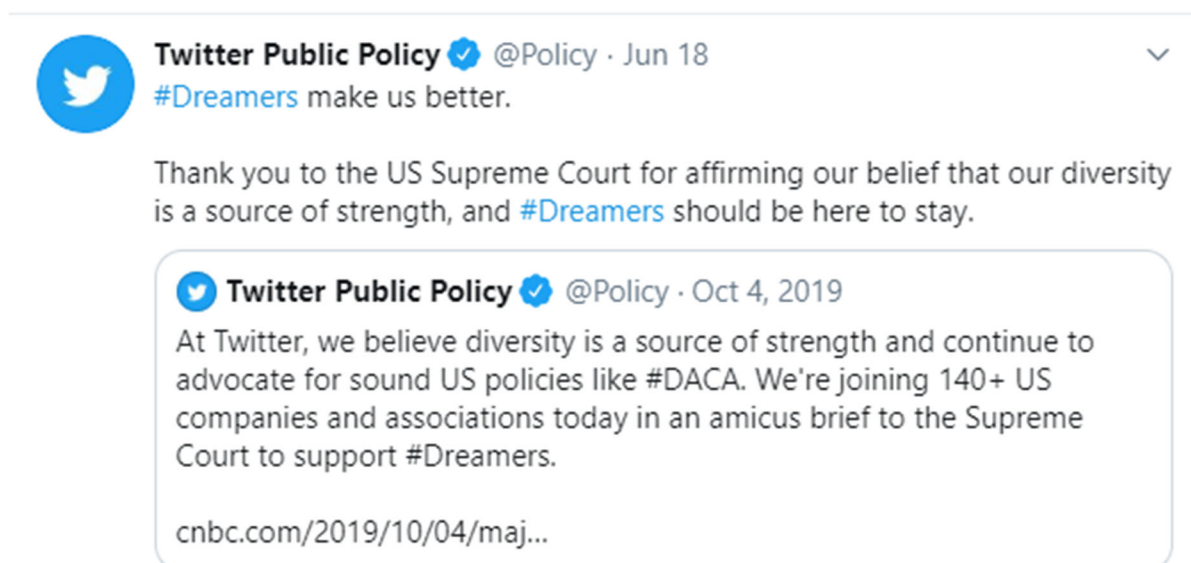 Twitter Public Policy @Policy · Jun 18
#Dreamers make us better.
Thank you to the US Supreme Court for affirming our belief that our diversity
is a source of strength, and #Dreamers should be here to stay.
Twitter Public Policy @Policy · Oct 4, 2019
At Twitter, we believe diversity is a source of strength and continue to
advocate for sound US policies like #DACA. We're joining 140+ US
companies and associations today in an amicus brief to the Supreme
Court to support #Dreamers.
cnbc.com/2019/10/04/maj...